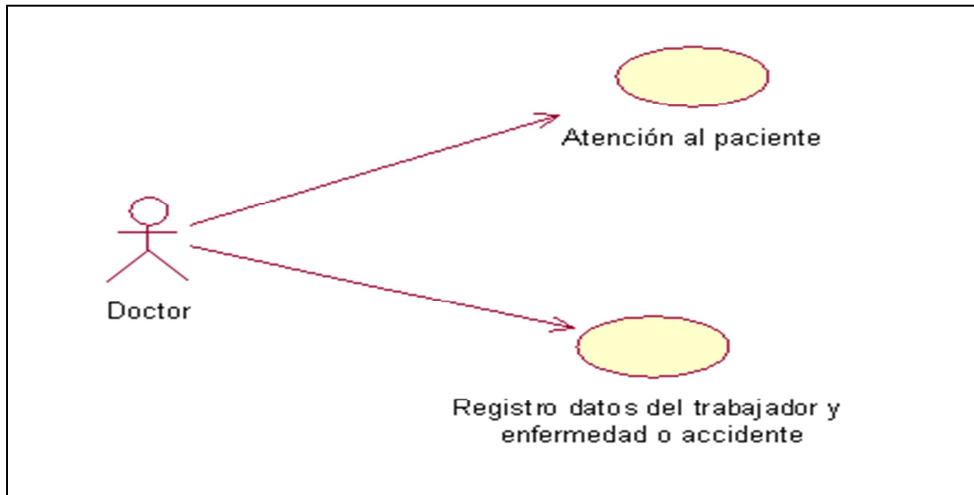 Atención al paciente
Doctor
Registro datos del trabajador y
enfermedad o accidente